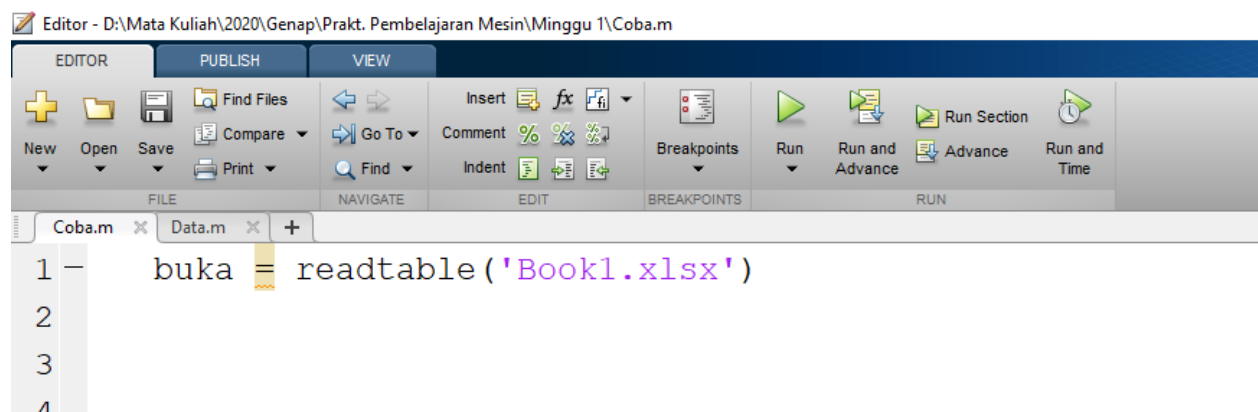 Editor - D:\Mata Kuliah\2020\Genap\Prakt. Pembelajaran Mesin\Minggu 1\Coba.m
EDITOR PUBLISH VIEW
New Open Save Find Files Compare Print
Go To Find
Insert fx fi
Comment % % %
Indent
Breakpoints
Run Run and Advance Run Section Advance Run and Time
FILE NAVIGATE EDIT BREAKPOINTS RUN
Coba.m Data.m +
1 – buka = readtable('Book1.xlsx')
2
3
4